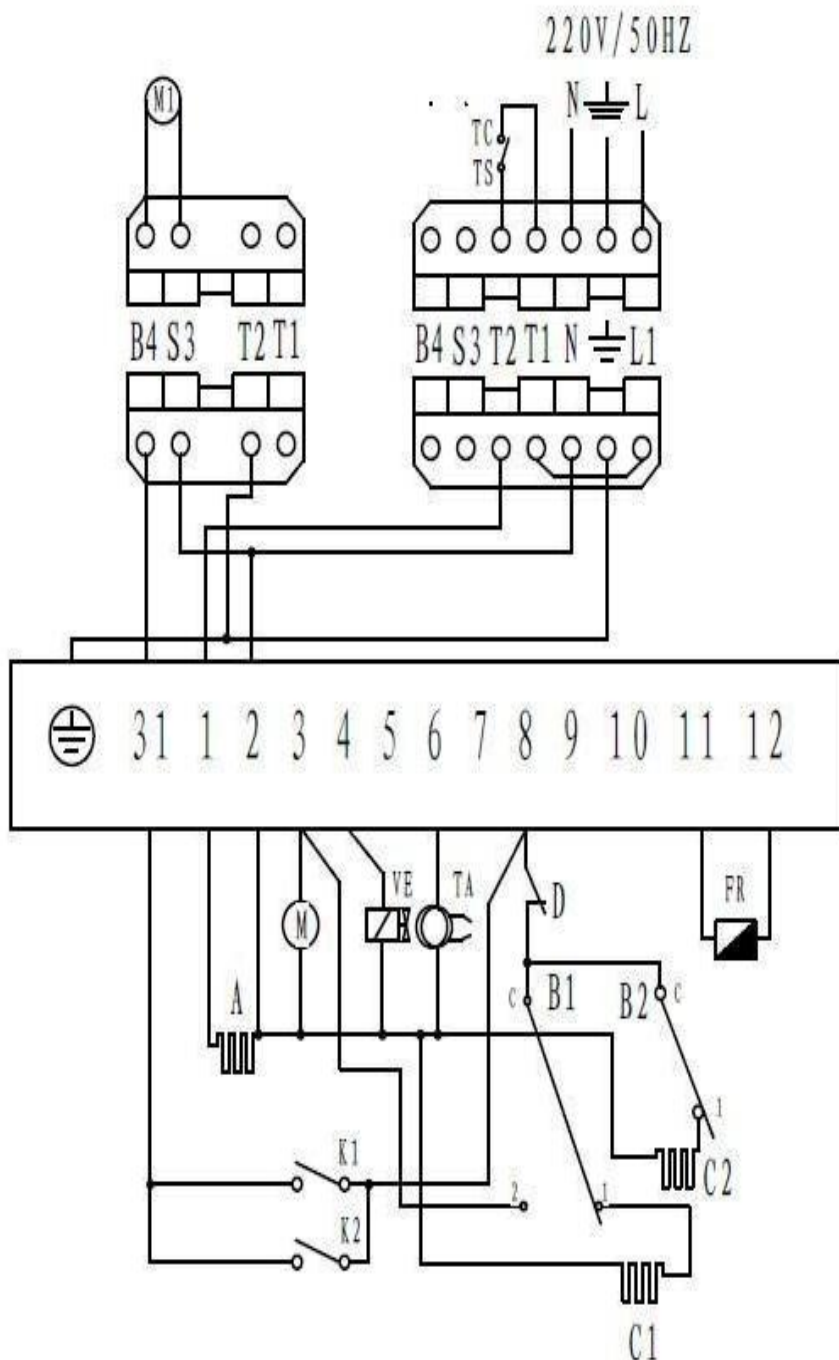 220V/50HZ
M1
N L
TC
TS
B4 S3 T2 T1
B4 S3 T2 T1 N L1
31 1 2 3 4 5 6 7 8 9 10 11 12
VE TA FR
M D
A C B1 B2 C
1
K1 C2
2 1
K2
C1